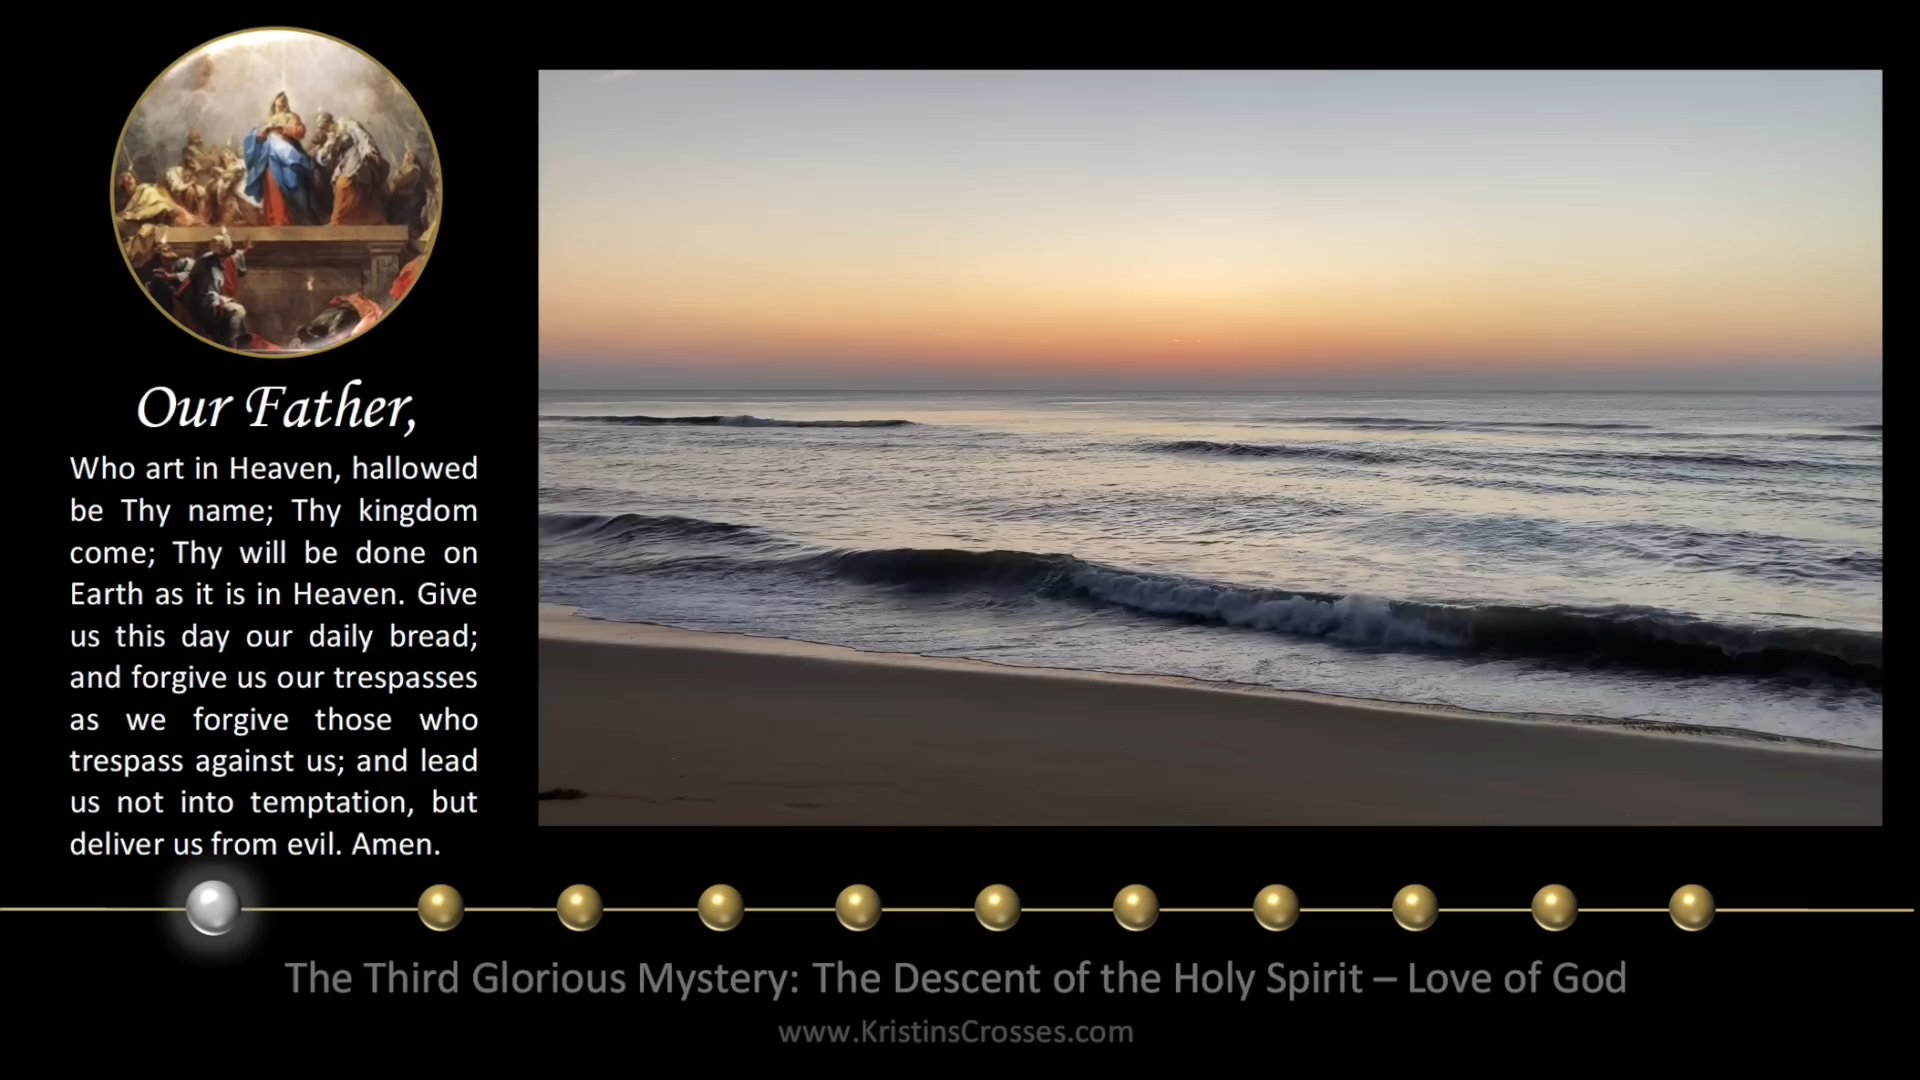 Our Father,
Who art in Heaven, hallowed
be Thy name; Thy kingdom
come; Thy will be done on
Earth as it is in Heaven. Give
us this day our daily bread;
and forgive us our trespasses
as we forgive those who
trespass against us; and lead
us not into temptation, but
deliver us from evil. Amen.
The Third Glorious Mystery: The Descent of the Holy Spirit – Love of God
www.KristinsCrosses.com